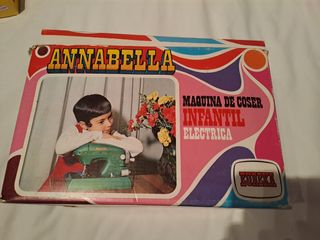 ANNABELLA
MAQUINA DE COSER
INFANTIL
ELECTRICA